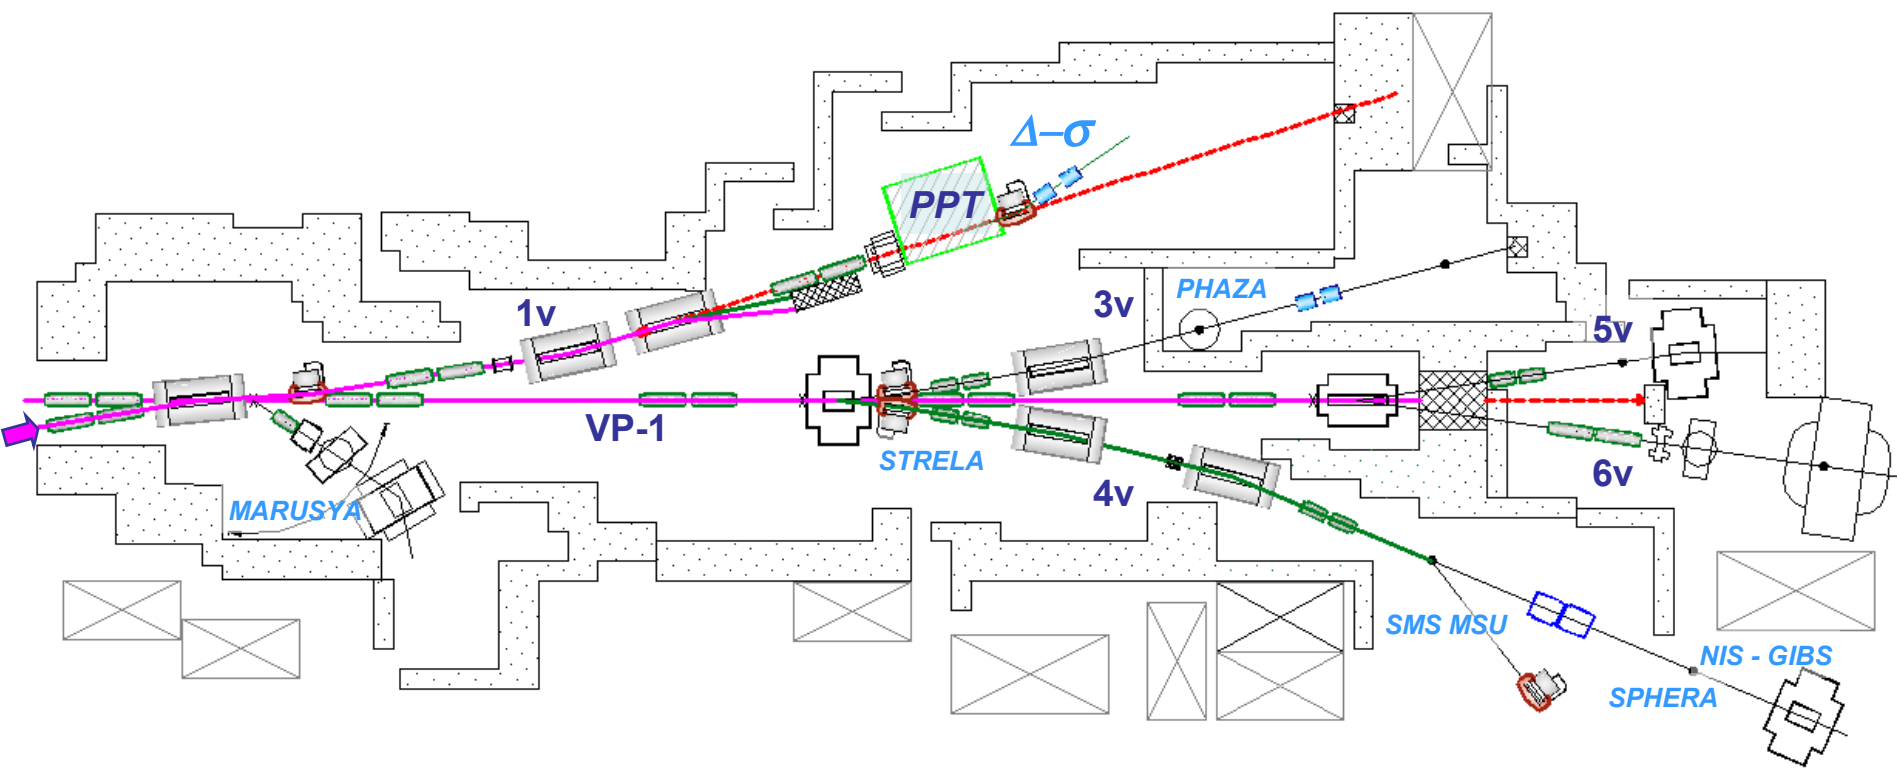 Δ–σ
PPT
1v
3v
PHAZA
5v
VP-1
STRELA
4v
6v
MARUSYA
SMS MSU
NIS - GIBS
SPHERA